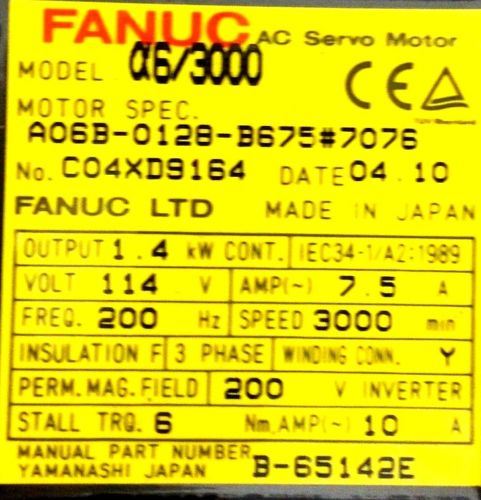 FANUC AC Servo Motor
MODEL α6/3000
CE
MOTOR SPEC.
A06B-0128-B675#7076
No. C04XD9164 DATE 04.10
FANUC LTD MADE IN JAPAN
OUTPUT 1.4 kW CONT. IEC34-1/A2:1989
VOLT 114 V AMP(~) 7.5 A
FREQ. 200 Hz SPEED 3000 min
INSULATION F 3 PHASE WINDING CONN. Y
PERM.MAG.FIELD 200 V INVERTER
STALL TRQ. 6 Nm,AMP(~) 10 A
MANUAL PART NUMBER B-65142E
YAMANASHI JAPAN